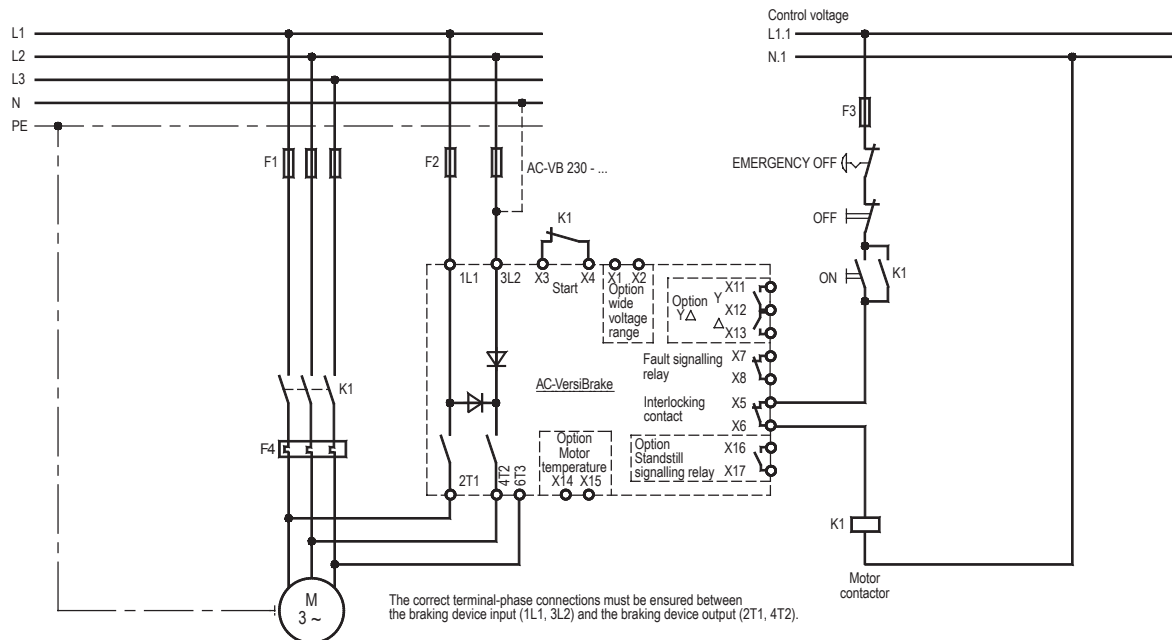 Control voltage
L1
L1.1
L2
N.1
L3
N
PE
F3
F1
F2
AC-VB 230 - ...
EMERGENCY OFF
K1
OFF
1L1
3L2
X3
X4
X1
X2
Start
Option
wide
voltage
range
Option
Y△
Y
△
X11
X12
X13
ON
K1
Fault signalling
relay
X7
X8
K1
AC-VersiBrake
Interlocking
contact
X5
X6
F4
Option
Motor
temperature
X14
X15
Option
Standstill
signalling relay
X16
X17
2T1
4T2
6T3
K1
Motor
contactor
M
3 ~
The correct terminal-phase connections must be ensured between
the braking device input (1L1, 3L2) and the braking device output (2T1, 4T2).